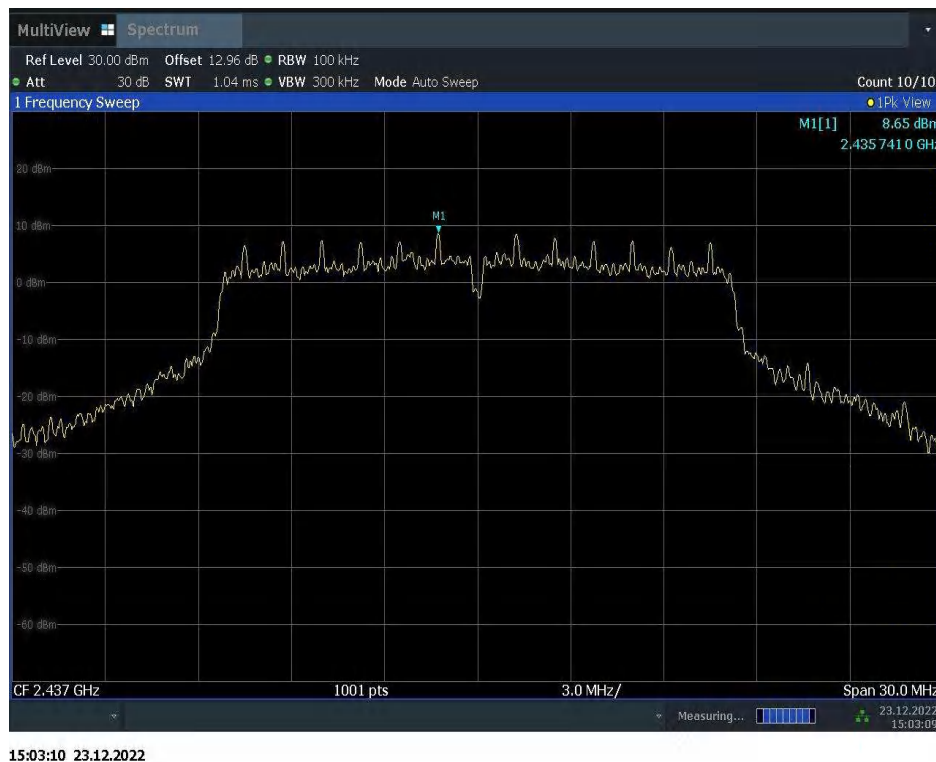 MultiView Spectrum
Ref Level 30.00 dBm Offset 12.96 dB RBW 100 kHz
Att 30 dB SWT 1.04 ms VBW 300 kHz Mode Auto Sweep Count 10/10
1 Frequency Sweep 1Pk View
M1[1] 8.65 dBm
2.435 741 0 GHz
20 dBm
M1
10 dBm
0 dBm
-10 dBm
-20 dBm
-30 dBm
-40 dBm
-50 dBm
-60 dBm
CF 2.437 GHz 1001 pts 3.0 MHz/ Span 30.0 MHz
Measuring... 23.12.2022
15:03:09
15:03:10 23.12.2022